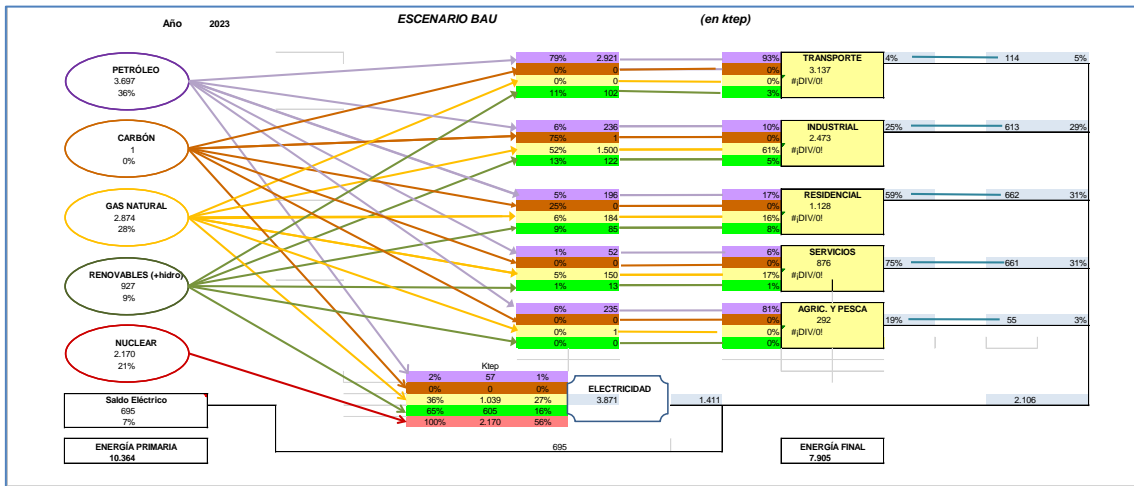 Año 2023 ESCENARIO BAU (en ktep)
PETRÓLEO
3.697
36%
CARBÓN
1
0%
GAS NATURAL
2.874
28%
RENOVABLES (+hidro)
927
9%
NUCLEAR
2.170
21%
Saldo Eléctrico
695
7%
ENERGÍA PRIMARIA
10.364
79% 2.921 93%
0% 0 0%
0% 0 0%
11% 102 3%
TRANSPORTE
3.137
#¡DIV/0!
4% 114 5%
6% 236 10%
75% 1 0%
52% 1.500 61%
13% 122 5%
INDUSTRIAL
2.473
#¡DIV/0!
25% 613 29%
5% 196 17%
25% 0 0%
6% 184 16%
9% 85 8%
RESIDENCIAL
1.128
#¡DIV/0!
59% 662 31%
1% 52 6%
0% 0 0%
5% 150 17%
1% 13 1%
SERVICIOS
876
#¡DIV/0!
75% 661 31%
6% 235 81%
0% 0 0%
0% 1 0%
0% 0 0%
AGRIC. Y PESCA
292
#¡DIV/0!
19% 55 3%
Ktep
2% 57 1%
0% 0 0%
36% 1.039 27%
65% 605 16%
100% 2.170 56%
ELECTRICIDAD
3.871
1.411
2.106
695
ENERGÍA FINAL
7.905